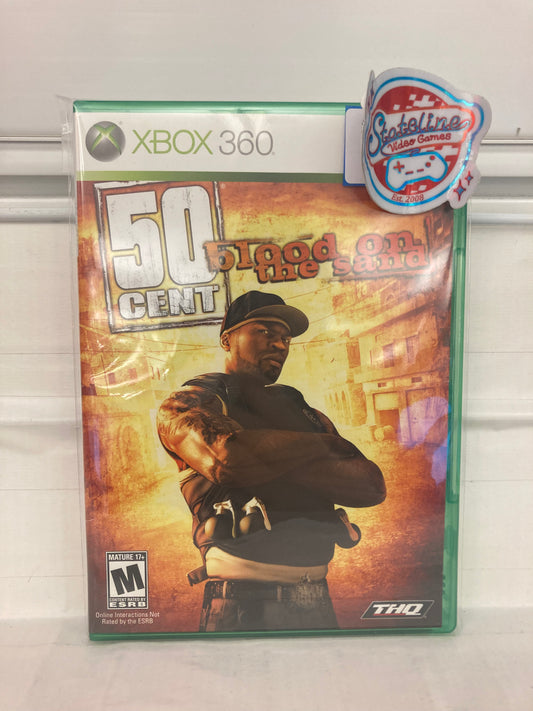 XBOX 360
Stateline
Video Games
Est. 2008
50
CENT
blood on
the sand
MATURE 17+
M
CONTENT RATED BY
ESRB
Online Interactions Not
Rated by the ESRB
THQ